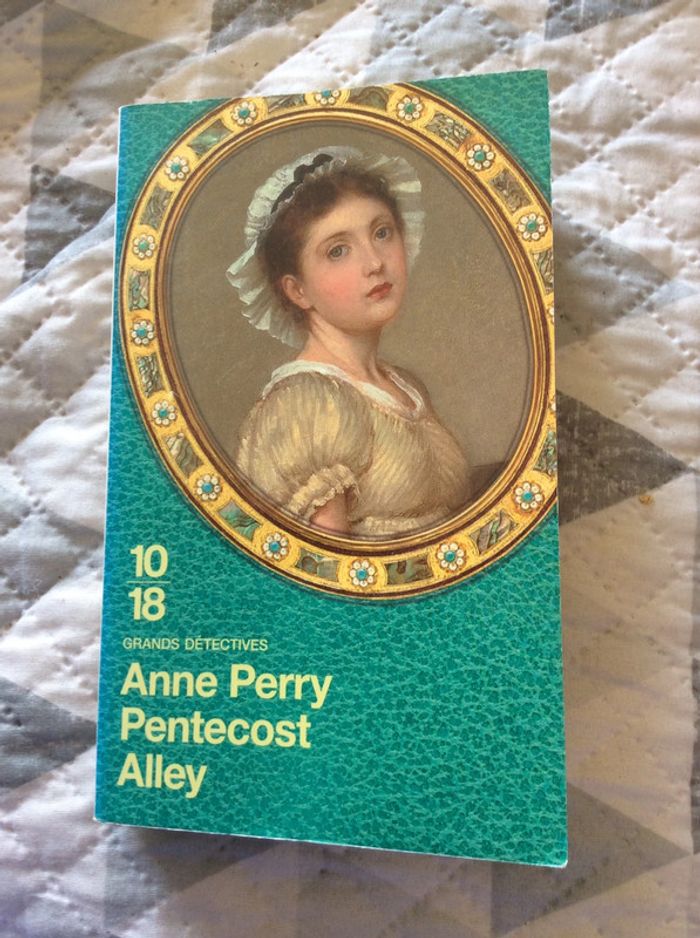 10
18
GRANDS DÉTECTIVES
Anne Perry
Pentecost
Alley